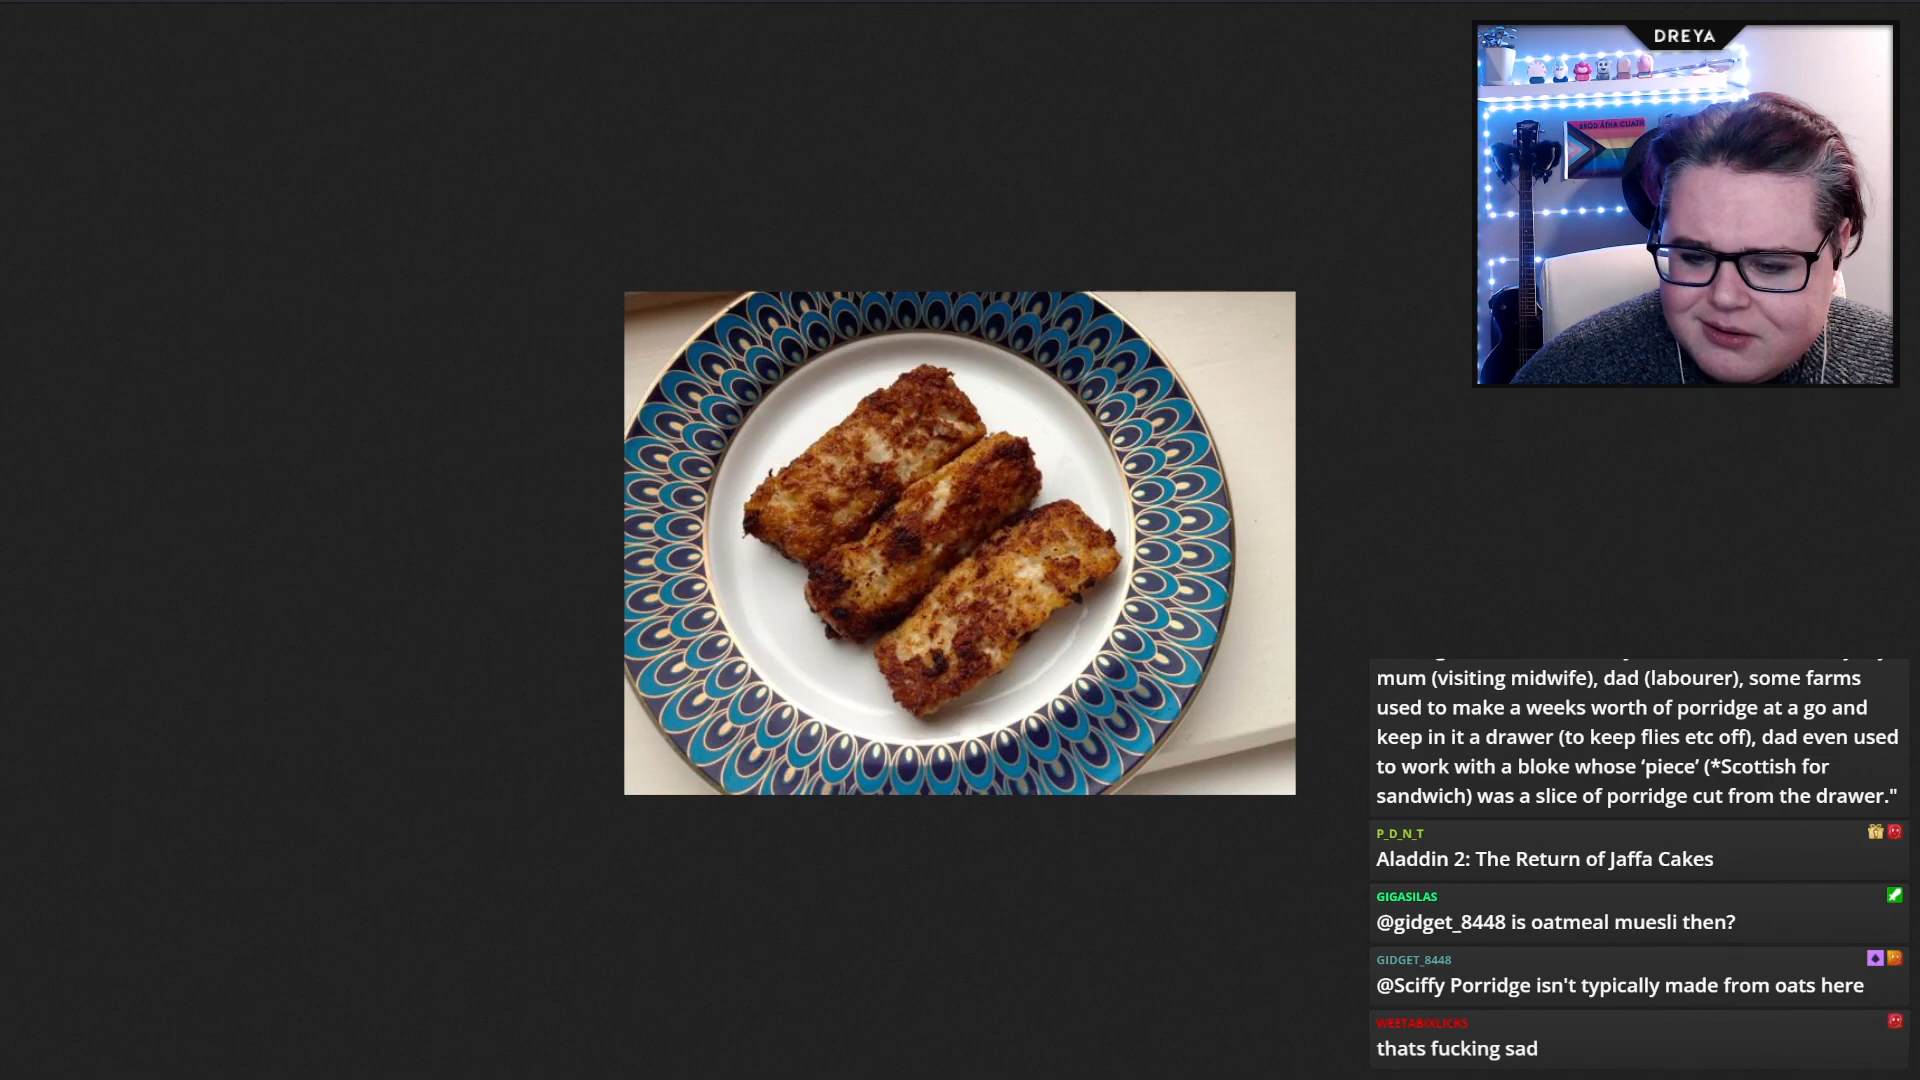 DREYA
mum (visiting midwife), dad (labourer), some farms
used to make a weeks worth of porridge at a go and
keep in it a drawer (to keep flies etc off), dad even used
to work with a bloke whose ‘piece’ (*Scottish for
sandwich) was a slice of porridge cut from the drawer."
P_D_N_T
Aladdin 2: The Return of Jaffa Cakes
GIGASILAS
@gidget_8448 is oatmeal muesli then?
GIDGET_8448
@Sciffy Porridge isn't typically made from oats here
WEETABIXLICKS
thats fucking sad